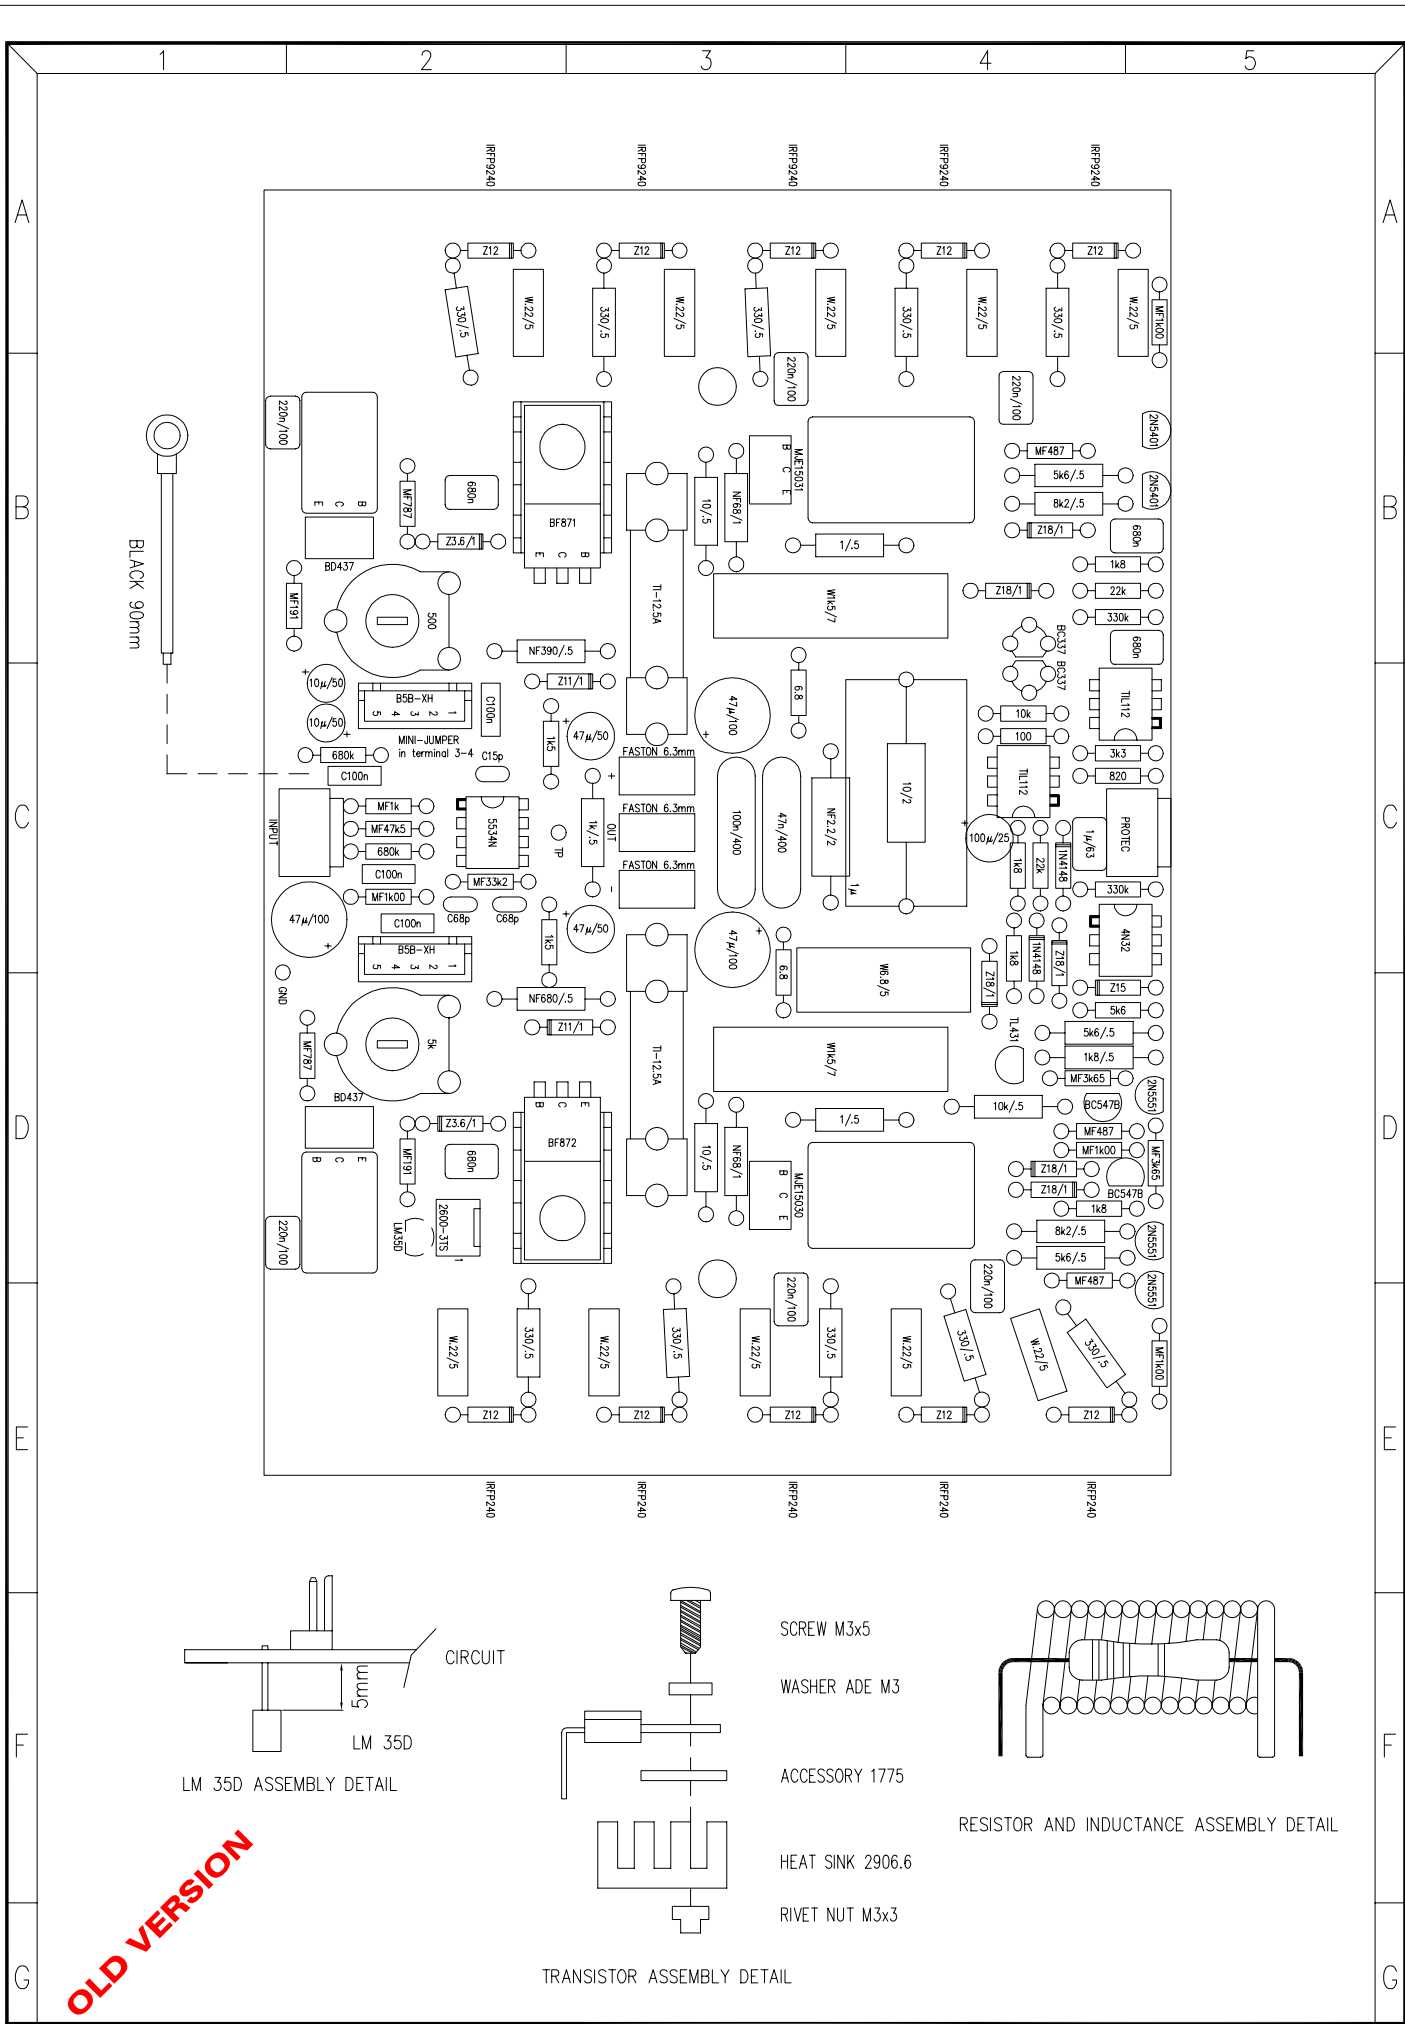 1
2
3
4
5
A
A
IRFP9240
IRFP9240
IRFP9240
IRFP9240
IRFP9240
Z12
Z12
Z12
Z12
Z12
330/.5
W.22/5
330/.5
W.22/5
330/.5
W.22/5
330/.5
W.22/5
330/.5
W.22/5
MF1k00
220n/100
220n/100
220n/100
B
B
E
C
B
MF787
680n
BF871
E
C
B
10/.5
NF68/1
B
C
E
MJE15031
MF487
5k6/.5
8k2/.5
Z18/1
2N5401
2N5401
680n
Z3.6/1
1/.5
BLACK 90mm
BD437
MF191
500
TI-12.5A
W1k5/7
Z18/1
1k8
22k
330k
680n
BC337
BC337
NF390/.5
Z11/1
10µ/50
10µ/50
B5B-XH
5 4 3 2 1
C100n
MINI-JUMPER
in terminal 3-4
680k
C100n
C15p
1k5
47µ/50
47µ/100
6.8
10k
100
TIL112
3k3
820
FASTON 6.3mm
TIL112
C
C
INPUT
MF1k
MF47k5
680k
C100n
MF1k00
5534N
MF33k2
TP
+
1k/.5
OUT
-
FASTON 6.3mm
FASTON 6.3mm
100n/400
47n/400
NF2.2/2
10/2
1µ
100µ/25
1k8
22k
1N4148
1µ/63
PROTEC
330k
47µ/100
C100n
C68p
C68p
B5B-XH
5 4 3 2 1
1k5
47µ/50
47µ/100
6.8
W6.8/5
Z18/1
1k8
1N4148
Z18/1
4N32
GND
NF680/.5
Z11/1
Z15
5k6
TL431
5k6/.5
1k8/.5
MF3k65
MF787
5k
TI-12.5A
W1k5/7
D
D
BD437
Z3.6/1
B
C
E
MF191
680n
B
C
E
BF872
10/.5
NF68/1
1/.5
B
C
E
MJE15030
10k/.5
BC547B
2N5551
MF487
MF1k00
MF3k65
Z18/1
Z18/1
BC547B
1k8
8k2/.5
5k6/.5
MF487
2N5551
2N5551
220n/100
LM35D
2600-3TS
1
220n/100
220n/100
W.22/5
330/.5
W.22/5
330/.5
W.22/5
330/.5
W.22/5
330/.5
W.22/5
330/.5
MF1k00
Z12
Z12
Z12
Z12
Z12
E
E
IRFP240
IRFP240
IRFP240
IRFP240
IRFP240
CIRCUIT
5mm
LM 35D
LM 35D ASSEMBLY DETAIL
SCREW M3x5
WASHER ADE M3
ACCESSORY 1775
HEAT SINK 2906.6
RIVET NUT M3x3
TRANSISTOR ASSEMBLY DETAIL
RESISTOR AND INDUCTANCE ASSEMBLY DETAIL
F
F
OLD VERSION
G
G